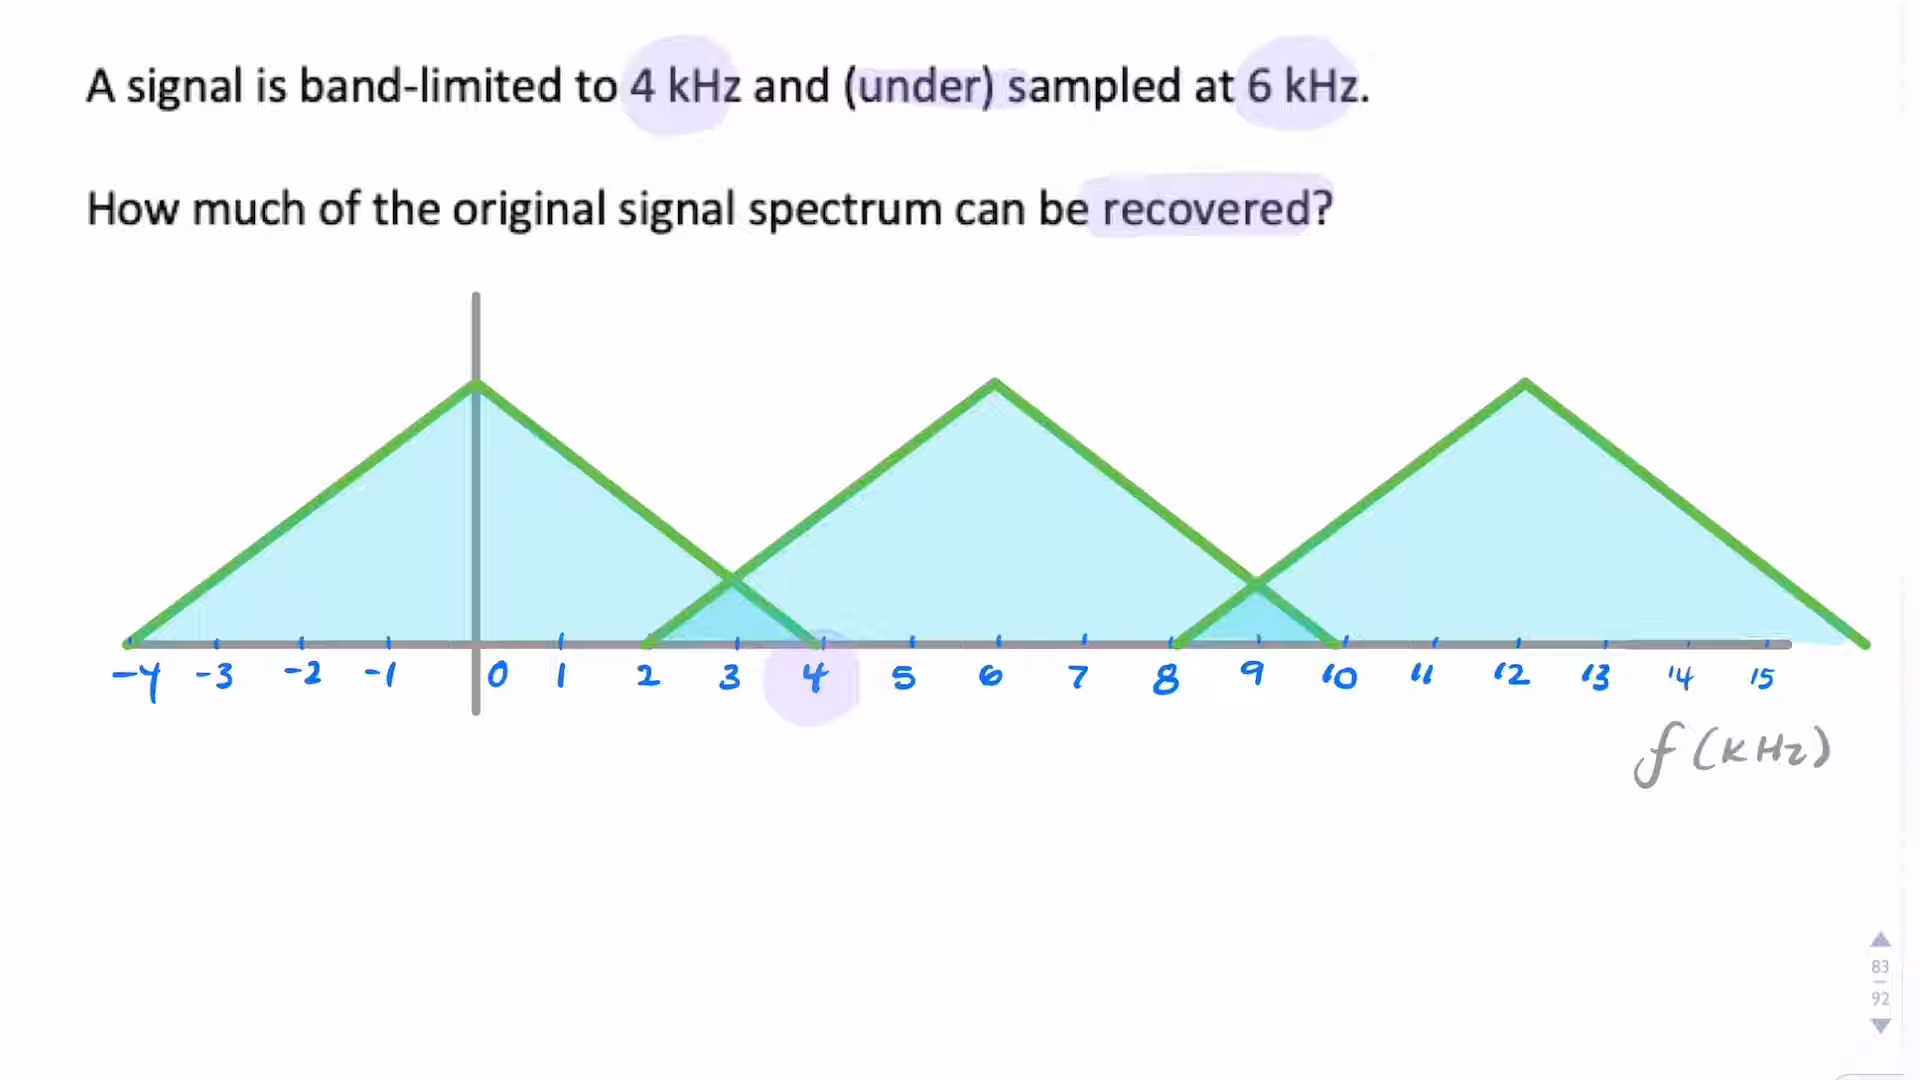 A signal is band-limited to 4 kHz and (under) sampled at 6 kHz.
How much of the original signal spectrum can be recovered?
-4 -3 -2 -1 0 1 2 3 4 5 6 7 8 9 10 11 12 13 14 15
f (kHz)
83
92